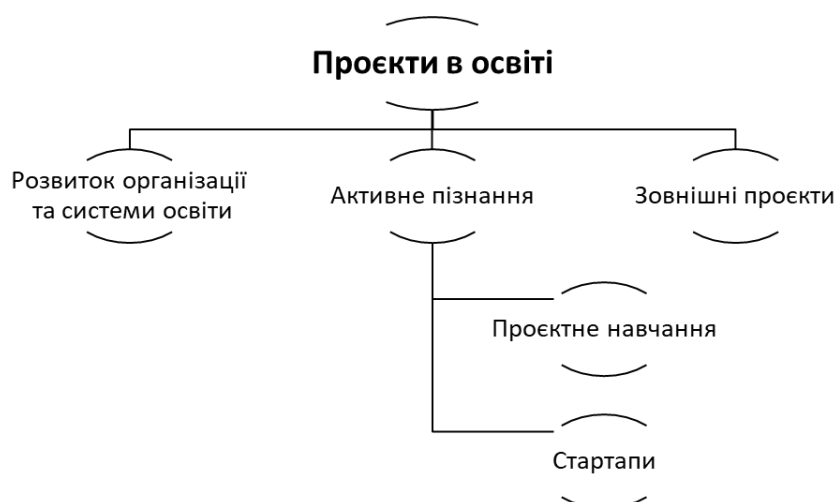 Проєкти в освіті
Розвиток організації
та системи освіти
Активне пізнання
Зовнішні проєкти
Проєктне навчання
Стартапи